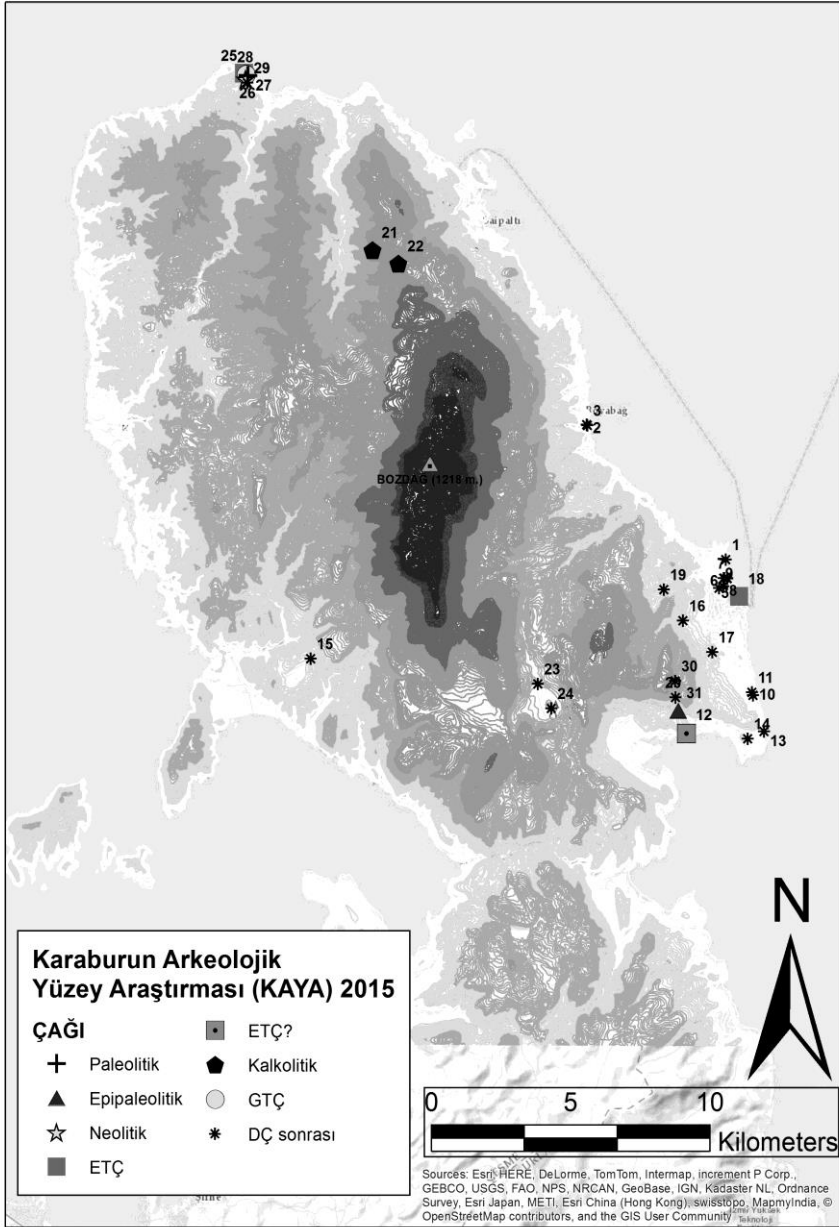 25 28
29
27
26
21
22
3
2
BOZDAĞ (1218 m.)
1
7
9
6
8
18
19
16
17
15
23
24
30
31
12
11
10
14
13
N
Karaburun Arkeolojik
Yüzey Araştırması (KAYA) 2015
ÇAĞI
Paleolitik
Epipaleolitik
Neolitik
ETÇ
ETÇ?
Kalkolitik
GTÇ
DÇ sonrası
0 5 10
Kilometers
Sources: Esri, HERE, DeLorme, TomTom, Intermap, increment P Corp.,
GEBCO, USGS, FAO, NPS, NRCAN, GeoBase, IGN, Kadaster NL, Ordnance
Survey, Esri Japan, METI, Esri China (Hong Kong), swisstopo, MapmyIndia, ©
OpenStreetMap contributors, and the GIS User Community
Teknoloji